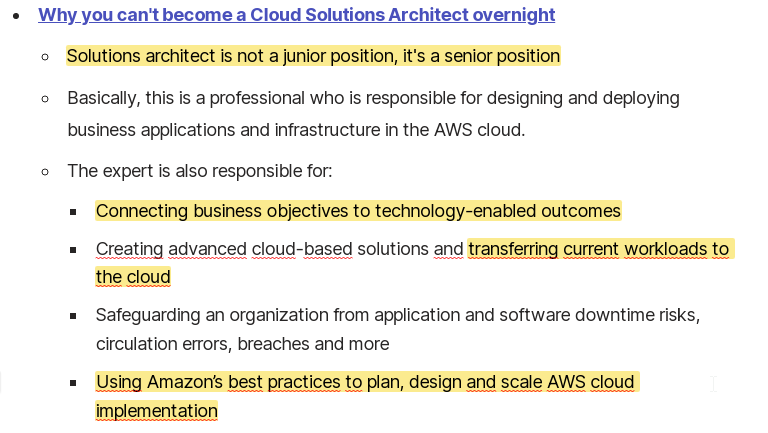 Why you can't become a Cloud Solutions Architect overnight
Solutions architect is not a junior position, it's a senior position
Basically, this is a professional who is responsible for designing and deploying
business applications and infrastructure in the AWS cloud.
The expert is also responsible for:
Connecting business objectives to technology-enabled outcomes
Creating advanced cloud-based solutions and transferring current workloads to
the cloud
Safeguarding an organization from application and software downtime risks,
circulation errors, breaches and more
Using Amazon’s best practices to plan, design and scale AWS cloud
implementation